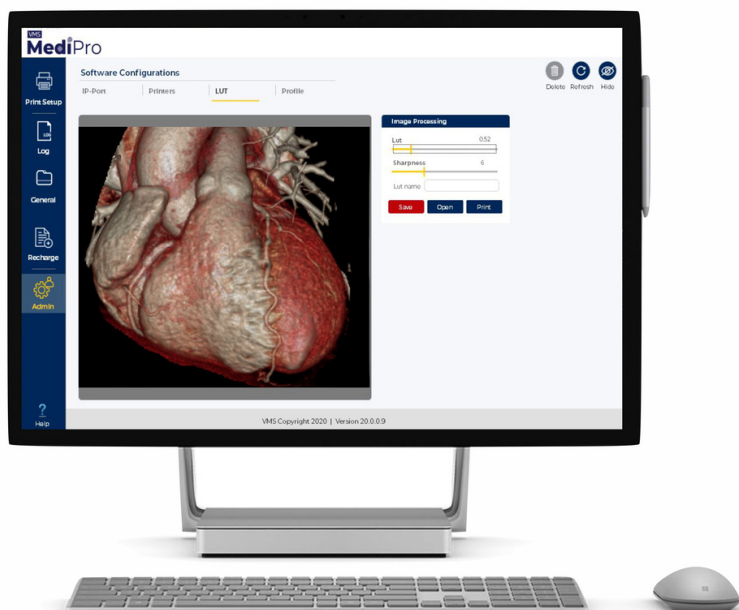 VMS
MediPro
Software Configurations
IP-Port
Printers
LUT
Profile
Delete
Refresh
Hide
Print Setup
LOG
Log
General
Recharge
Admin
?
Help
Image Processing
Lut 0.52
Sharpness 6
Lut name
Save
Open
Print
VMS Copyright 2020 | Version 20.0.0.9